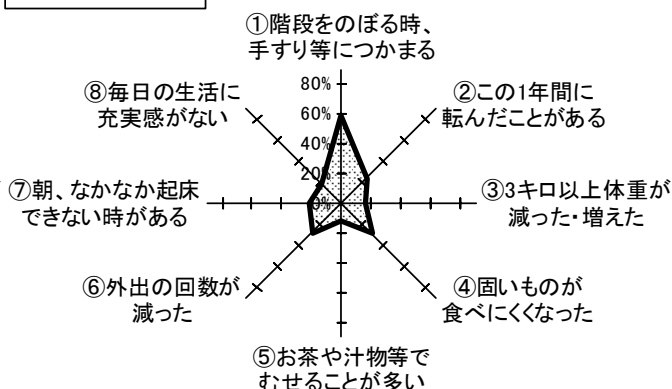 ①階段をのぼる時、
手すり等につかまる
80%
60%
40%
20%
0%
②この1年間に
転んだことがある
③3キロ以上体重が
減った・増えた
④固いものが
食べにくくなった
⑤お茶や汁物等で
むせることが多い
⑥外出の回数が
減った
⑦朝、なかなか起床
できない時がある
⑧毎日の生活に
充実感がない